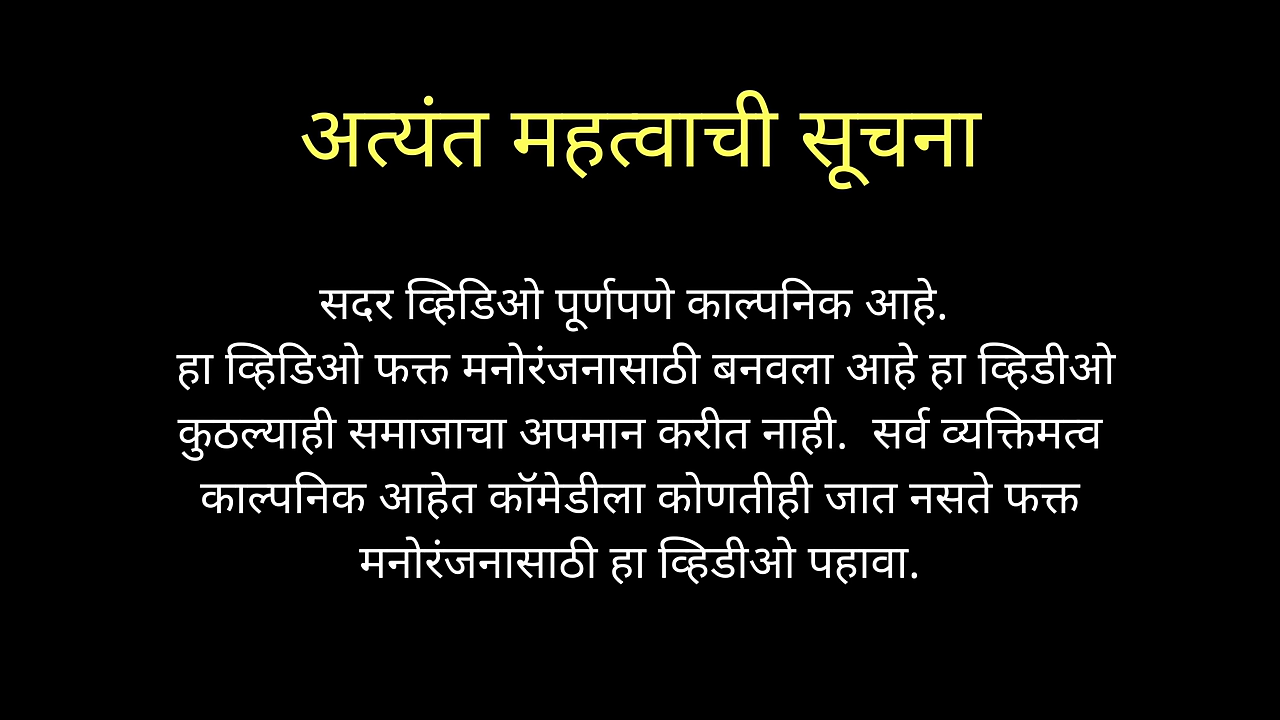 अत्यंत महत्वाची सूचना
सदर व्हिडिओ पूर्णपणे काल्पनिक आहे.
हा व्हिडिओ फक्त मनोरंजनासाठी बनवला आहे हा व्हिडीओ
कुठल्याही समाजाचा अपमान करीत नाही.  सर्व व्यक्तिमत्व
काल्पनिक आहेत कॉमेडीला कोणतीही जात नसते फक्त
मनोरंजनासाठी हा व्हिडीओ पहावा.